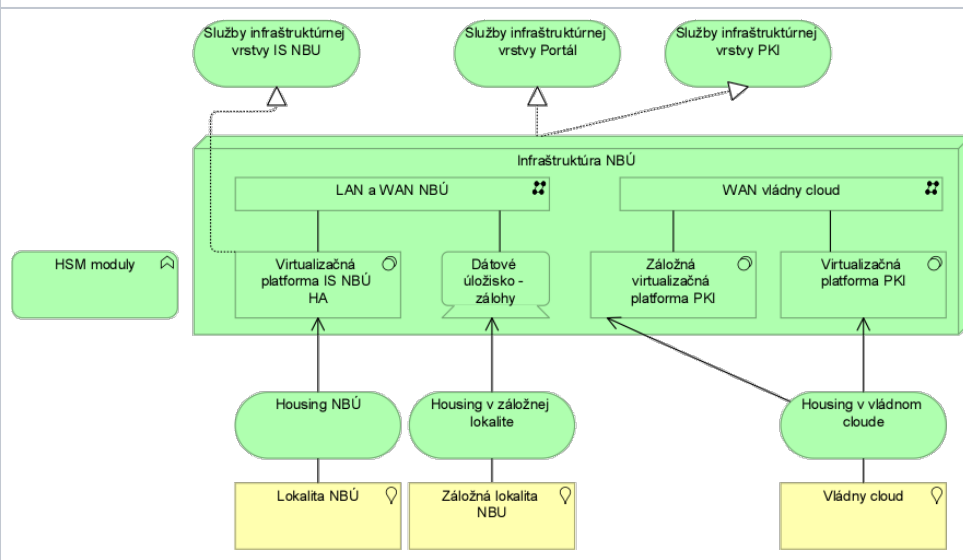 Služby infraštruktúrnej
vrstvy IS NBU
Služby infraštruktúrnej
vrstvy Portál
Služby infraštruktúrnej
vrstvy PKI
Infraštruktúra NBÚ
LAN a WAN NBÚ
WAN vládny cloud
HSM moduly
Virtualizačná
platforma IS NBÚ
HA
Dátové
úložisko -
zálohy
Záložná
virtualizačná
platforma PKI
Virtualizačná
platforma PKI
Housing NBÚ
Housing v záložnej
lokalite
Housing v vládnom
cloude
Lokalita NBÚ
Záložná lokalita
NBU
Vládny cloud